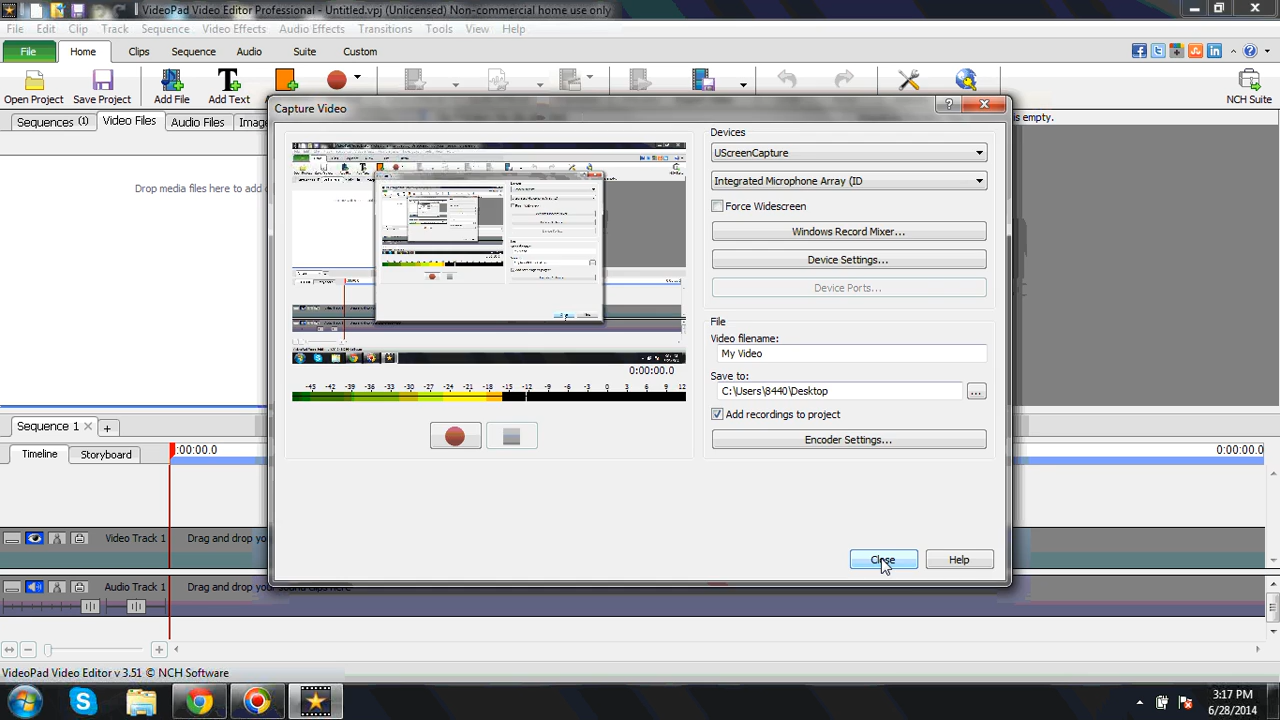 VideoPad Video Editor Professional - Untitled.vpj (Unlicensed) Non-commercial home use only
File Edit Clip Track Sequence Video Effects Audio Effects Transitions Tools View Help
File Home Clips Sequence Audio Suite Custom
Open Project Save Project Add File Add Text NCH Suite
Sequences (1) Video Files Audio Files
Drop media files here to add
Capture Video
Devices
UScreenCapture
Integrated Microphone Array (ID
Force Widescreen
Windows Record Mixer...
Device Settings...
Device Ports...
File
Video filename:
My Video
Save to:
C:\Users\8440\Desktop
...
Add recordings to project
Encoder Settings...
0:00:00.0
-45 -42 -39 -36 -33 -30 -27 -24 -21 -18 -15 -12 -9 -6 -3 0 3 6 9 12
Close Help
empty.
Sequence 1
Timeline Storyboard
:00:00.0
0:00:00.0
Video Track 1 Drag and drop
Audio Track 1 Drag and drop your sound clips here
VideoPad Video Editor v 3.51 © NCH Software
3:17 PM
6/28/2014